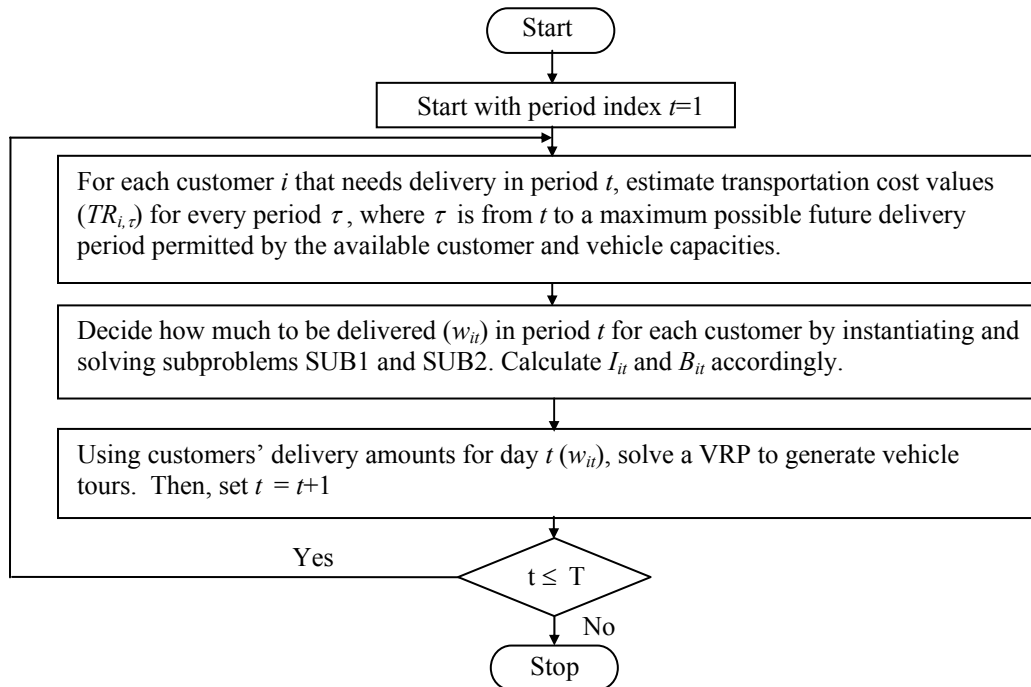 Start
Start with period index t=1
For each customer i that needs delivery in period t, estimate transportation cost values
(TRi,τ) for every period τ, where τ is from t to a maximum possible future delivery
period permitted by the available customer and vehicle capacities.
Decide how much to be delivered (wit) in period t for each customer by instantiating and
solving subproblems SUB1 and SUB2. Calculate Iit and Bit accordingly.
Using customers’ delivery amounts for day t (wit), solve a VRP to generate vehicle
tours. Then, set t = t+1
Yes
t ≤ T
No
Stop